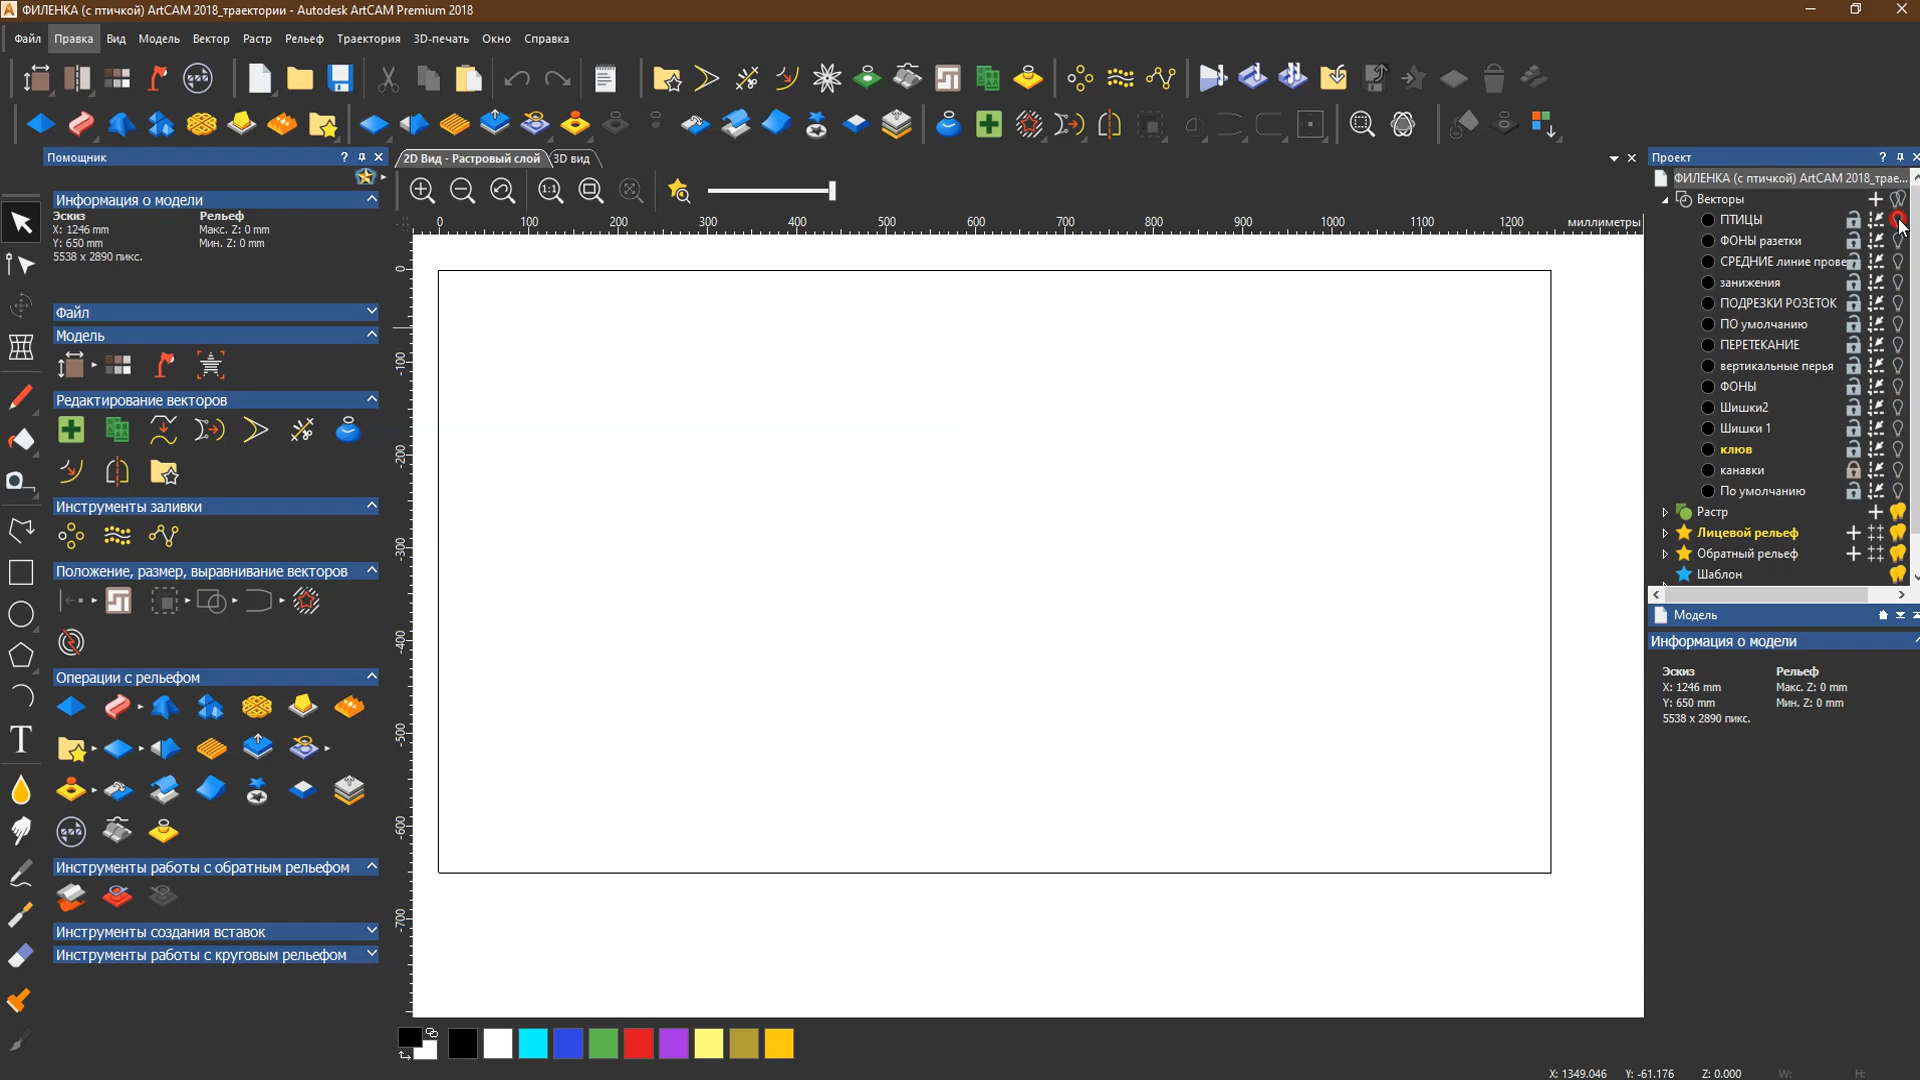 ФИЛЕНКА (с птичкой) ArtCAM 2018_траектории - Autodesk ArtCAM Premium 2018
Файл Правка Вид Модель Вектор Растр Рельеф Траектория 3D-печать Окно Справка
Помощник
Информация о модели
Эскиз Рельеф
X: 1246 mm Макс. Z: 0 mm
Y: 650 mm Мин. Z: 0 mm
5538 x 2890 пикс.
Файл
Модель
Редактирование векторов
Инструменты заливки
Положение, размер, выравнивание векторов
Операции с рельефом
Инструменты работы с обратным рельефом
Инструменты создания вставок
Инструменты работы с круговым рельефом
2D Вид - Растровый слой 3D вид
1:1
0 100 200 300 400 500 600 700 800 900 1000 1100 1200 миллиметры
0
-100
-200
-300
-400
-500
-600
-700
Проект
ФИЛЕНКА (с птичкой) ArtCAM 2018_трае...
Векторы
ПТИЦЫ
ФОНЫ разетки
СРЕДНИЕ линие прове
занижения
ПОДРЕЗКИ РОЗЕТОК
ПО умолчанию
ПЕРЕТЕКАНИЕ
вертикальные перья
ФОНЫ
Шишки2
Шишки 1
клюв
канавки
По умолчанию
Растр
Лицевой рельеф
Обратный рельеф
Шаблон
Модель
Информация о модели
Эскиз Рельеф
X: 1246 mm Макс. Z: 0 mm
Y: 650 mm Мин. Z: 0 mm
5538 x 2890 пикс.
X: 1349.046 Y: -61.176 Z: 0.000 W: H: